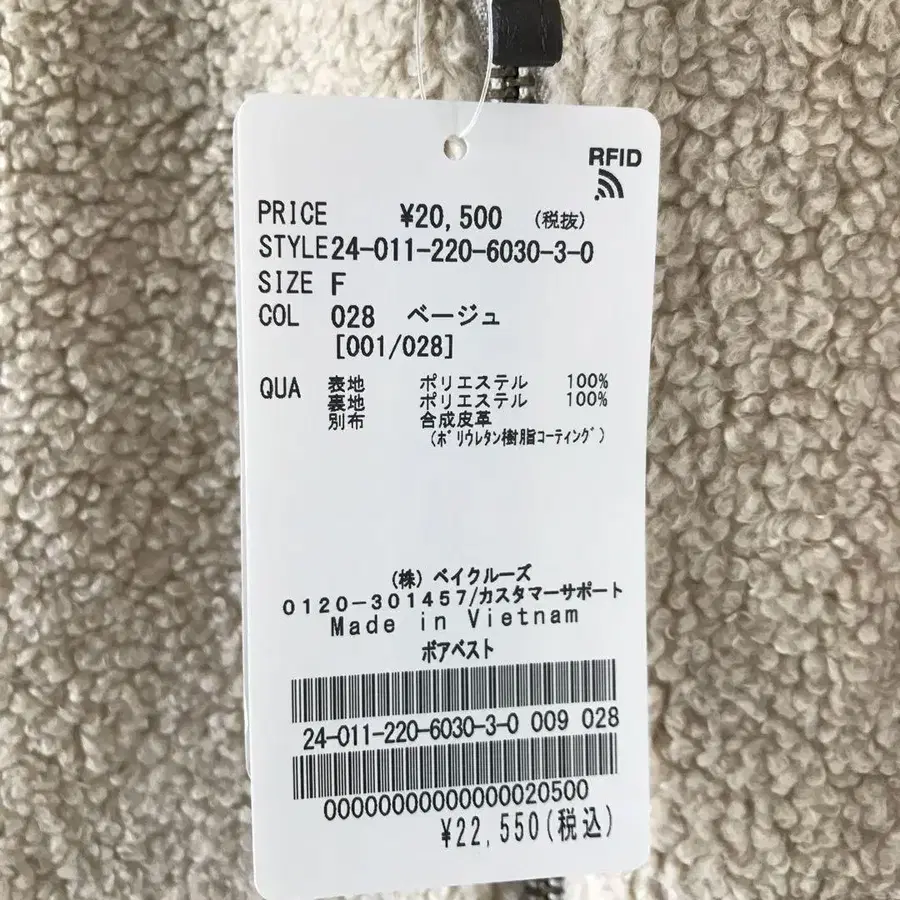 RFID
PRICE ¥20,500 (税抜)
STYLE 24-011-220-6030-3-0
SIZE F
COL 028 ベージュ
[001/028]
QUA 表地 ポリエステル 100%
裏地 ポリエステル 100%
別布 合成皮革
(ポリウレタン樹脂コーティング)
(株)ベイクルーズ
0120-301457/カスタマーサポート
Made in Vietnam
ボアベスト
24-011-220-6030-3-0 009 028
00000000000000020500
¥22,550(税込)